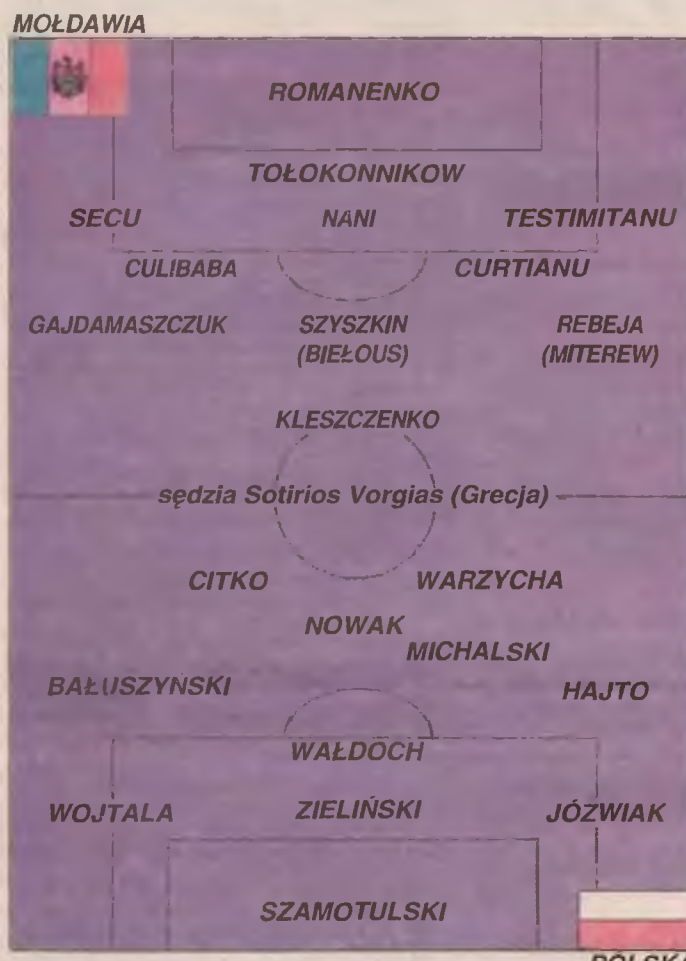 MOŁDAWIA
ROMANENKO
TOŁOKONNIKOW
SECU NANI TESTIMITANU
CULIBABA CURTIANU
GAJDAMASZCZUK SZYSZKIN REBEJA
(BIEŁOUS) (MITEREW)
KLESZCZENKO
sędzia Sotirios Vorgias (Grecja)
CITKO WARZYCHA
NOWAK
MICHALSKI
BAŁUSZYNSKI HAJTO
WAŁDOCH
WOJTALA ZIELIŃSKI JÓZWIAK
SZAMOTULSKI
POLSKA